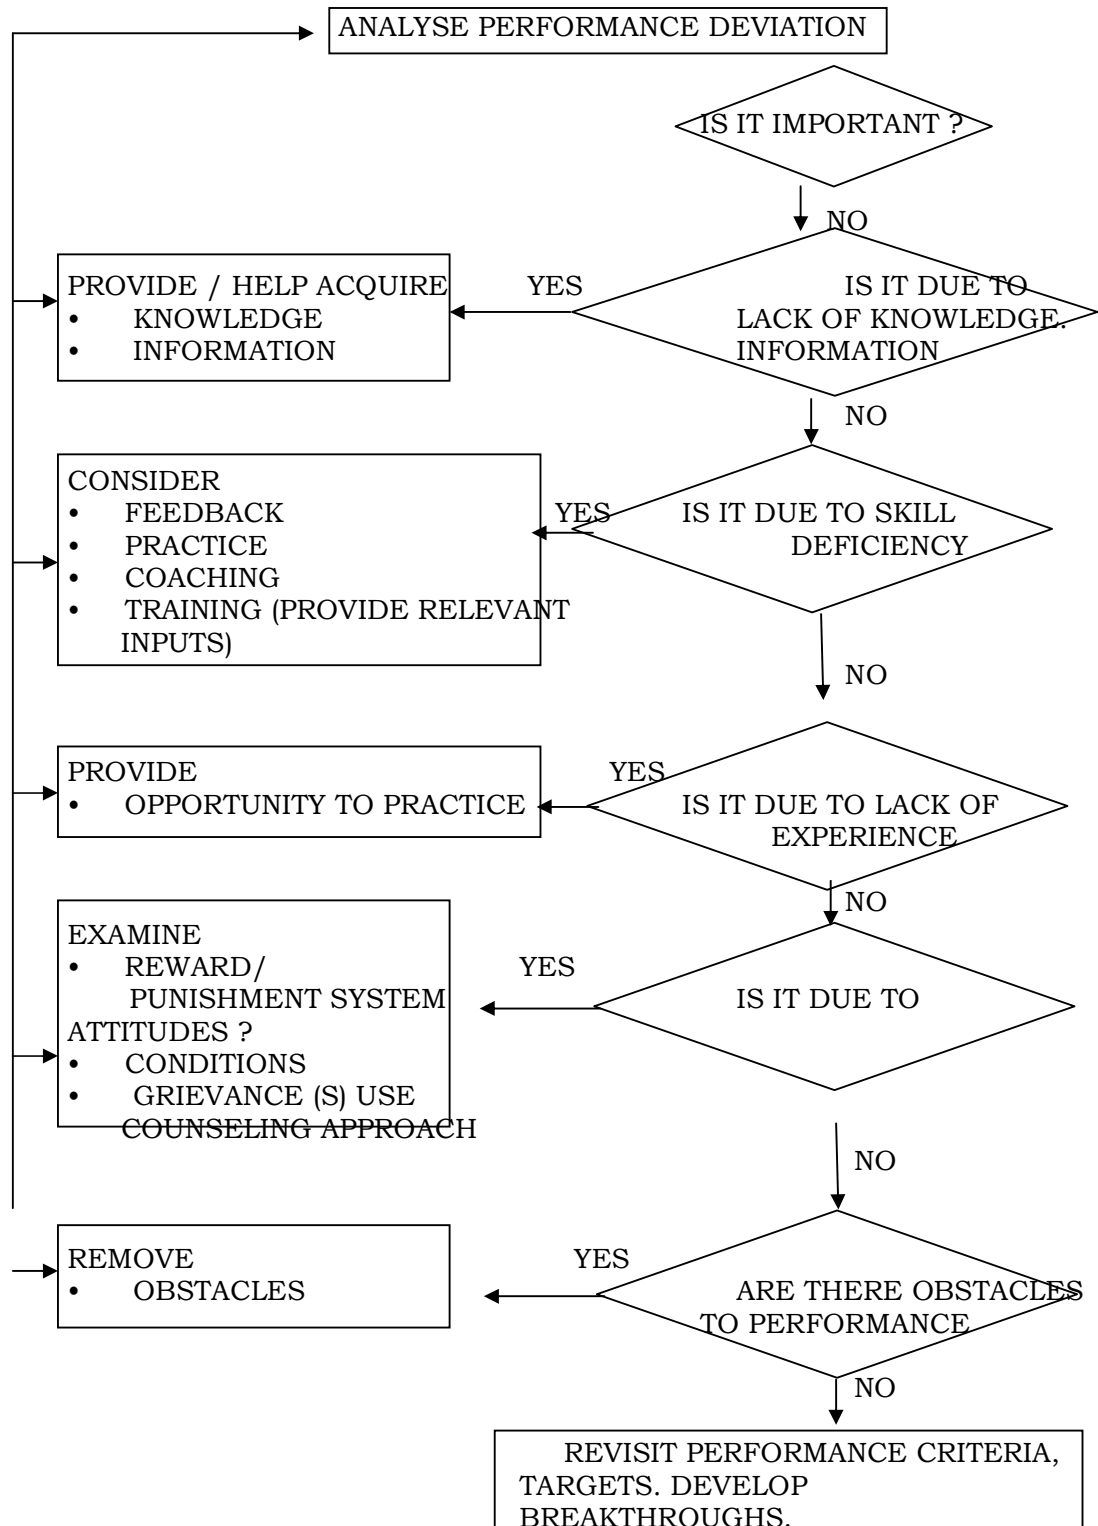 ANALYSE PERFORMANCE DEVIATION
IS IT IMPORTANT ?
NO
PROVIDE / HELP ACQUIRE
• KNOWLEDGE
• INFORMATION
YES
IS IT DUE TO
LACK OF KNOWLEDGE.
INFORMATION
NO
CONSIDER
• FEEDBACK
• PRACTICE
• COACHING
• TRAINING (PROVIDE RELEVANT
INPUTS)
YES
IS IT DUE TO SKILL
DEFICIENCY
NO
PROVIDE
• OPPORTUNITY TO PRACTICE
YES
IS IT DUE TO LACK OF
EXPERIENCE
NO
EXAMINE
• REWARD/
PUNISHMENT SYSTEM
ATTITUDES ?
• CONDITIONS
• GRIEVANCE (S) USE
COUNSELING APPROACH
YES
IS IT DUE TO
NO
REMOVE
• OBSTACLES
YES
ARE THERE OBSTACLES
TO PERFORMANCE
NO
REVISIT PERFORMANCE CRITERIA,
TARGETS. DEVELOP
BREAKTHROUGHS.